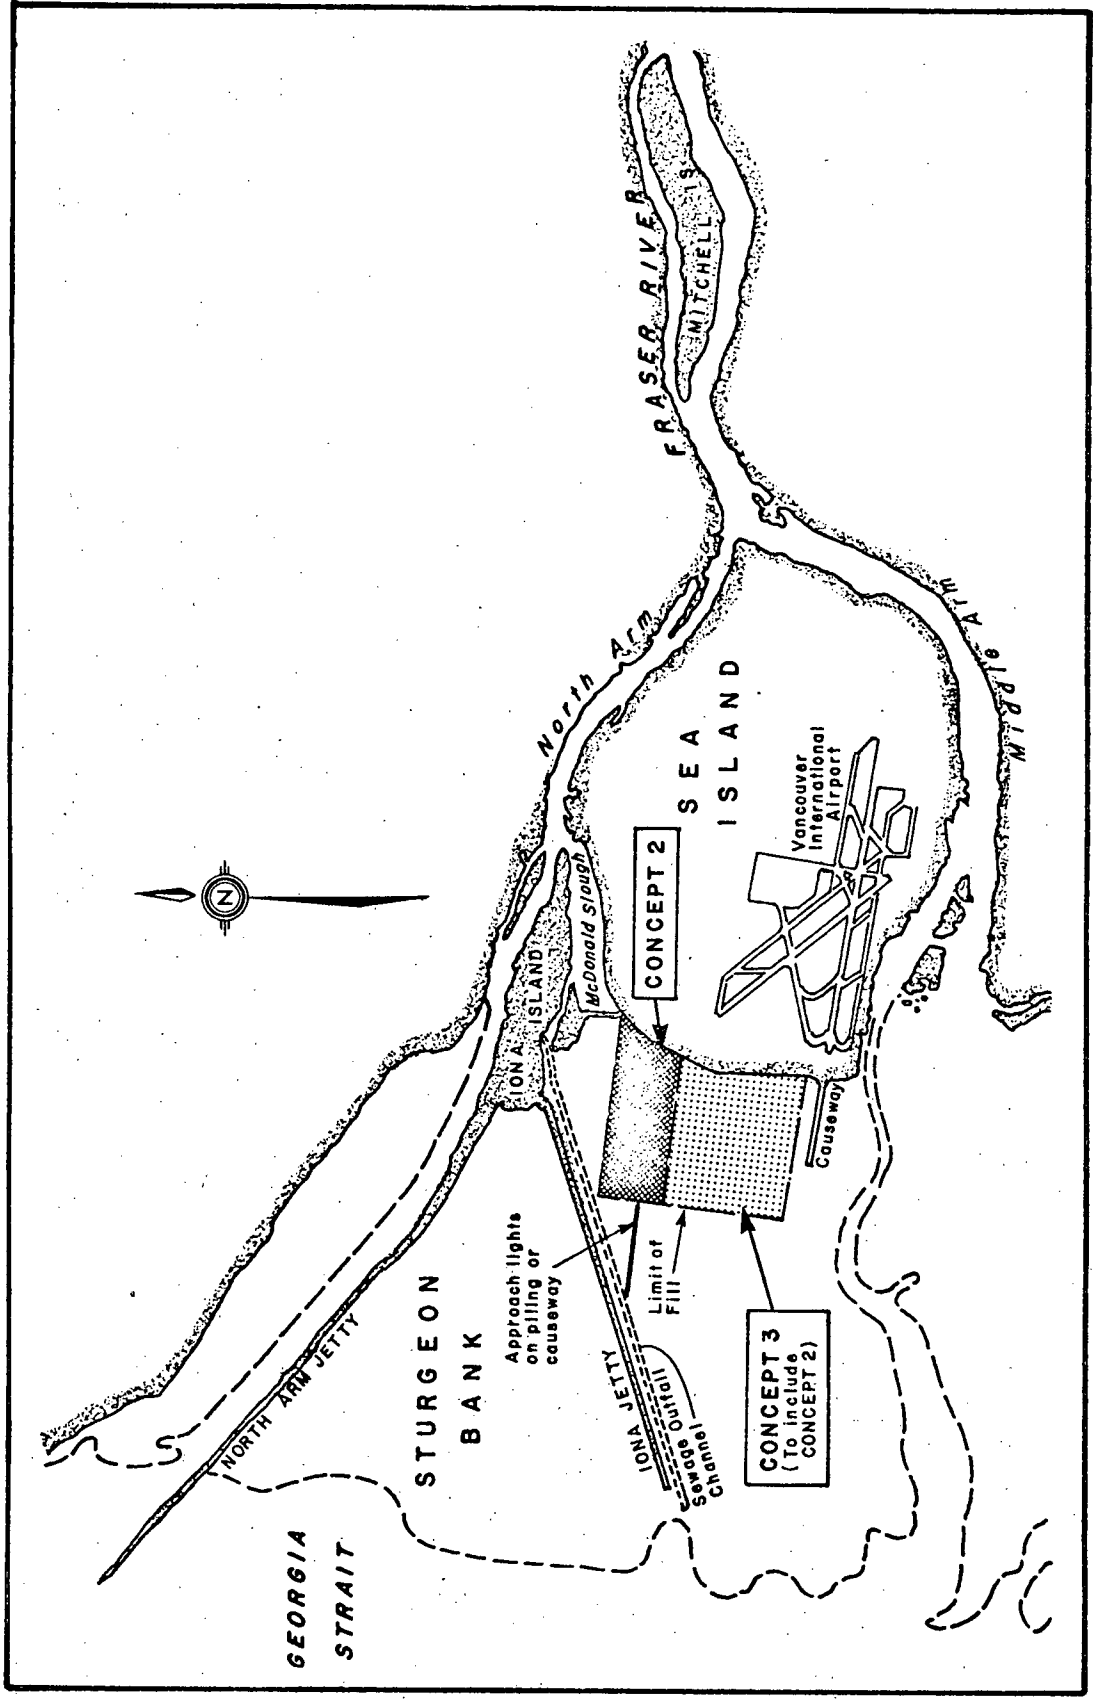 GEORGIA
STRAIT
NORTH ARM JETTY
STURGEON
BANK
IONA JETTY
Sewage Outfall
Channel
Approach lights
on piling or
causeway
Limit of
Fill
CONCEPT 3
(To include
CONCEPT 2)
Causeway
IONA
ISLAND
McDonald Slough
CONCEPT 2
N
Vancouver
International
Airport
SEA
ISLAND
North Arm
Middle Arm
FRASER RIVER
MITCHELL IS.